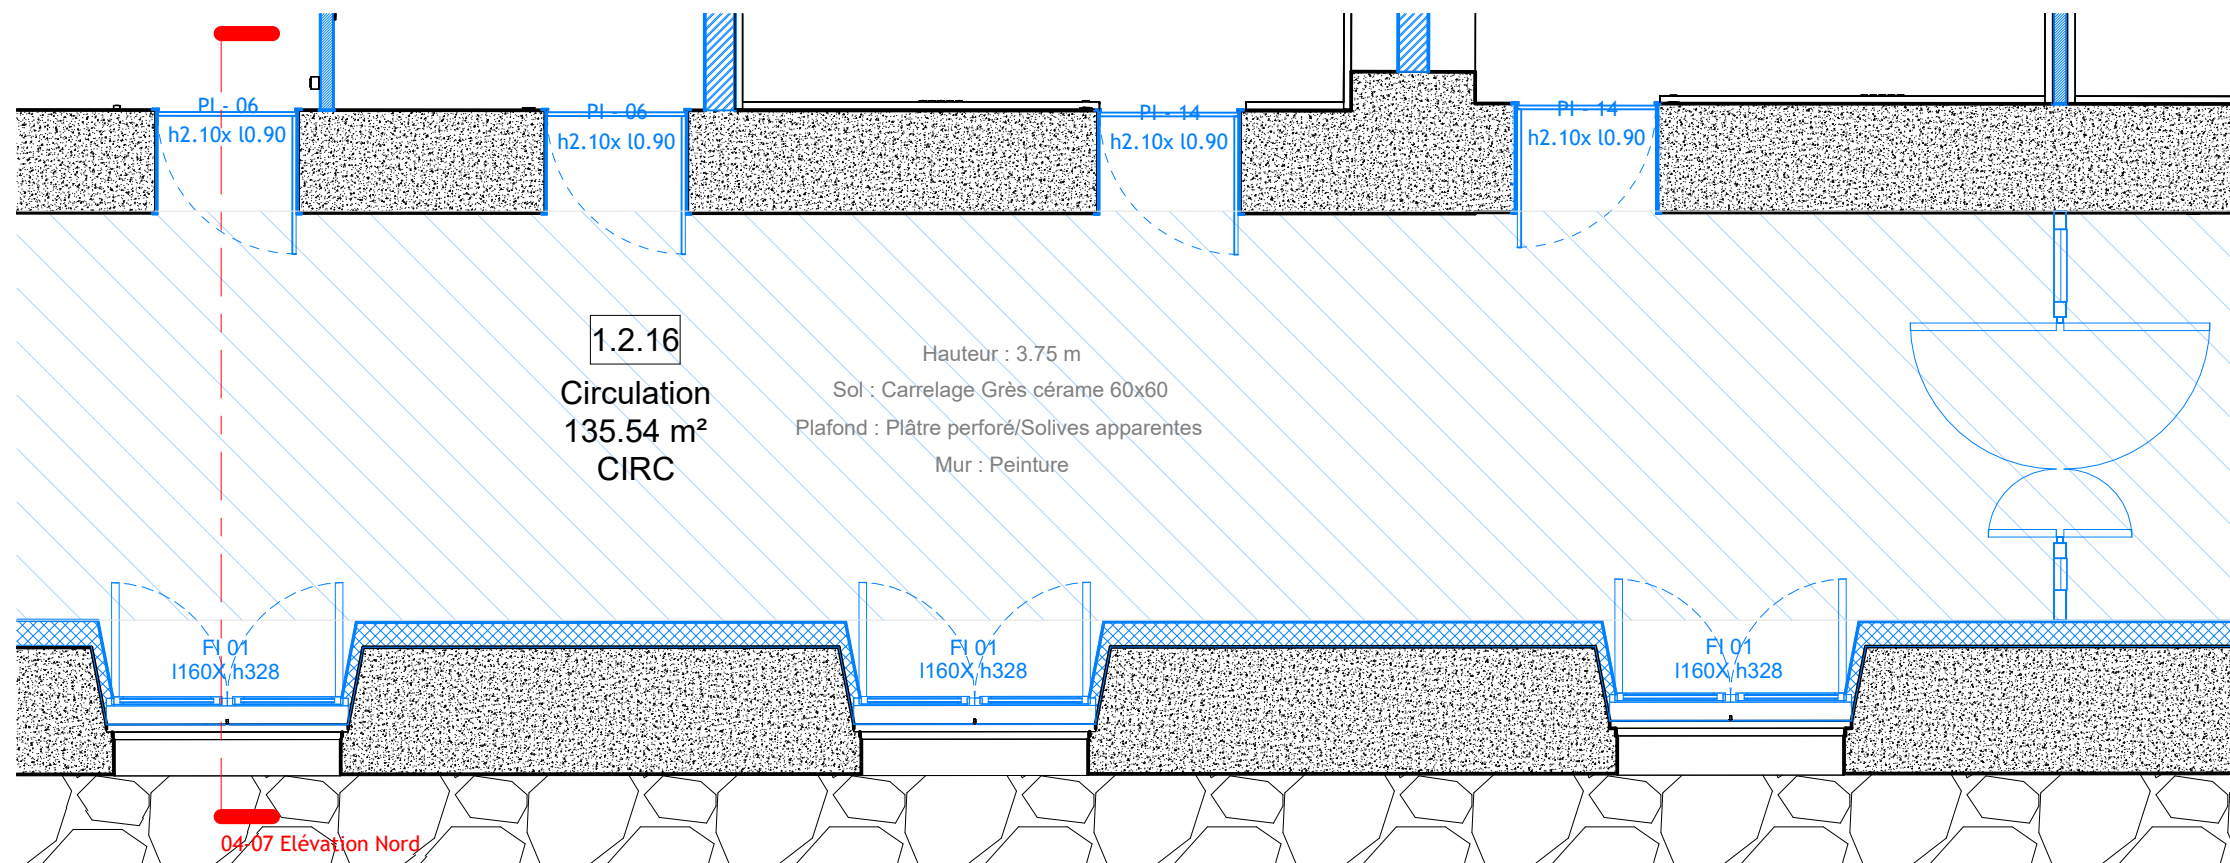 PI - 06
h2.10x l0.90
PI - 06
h2.10x l0.90
PI - 14
h2.10x l0.90
PI - 14
h2.10x l0.90
1.2.16
Circulation
135.54 m²
CIRC
Hauteur : 3.75 m
Sol : Carrelage Grès cérame 60x60
Plafond : Plâtre perforé/Solives apparentes
Mur : Peinture
FI 01
l160X h328
FI 01
l160X h328
FI 01
l160X h328
04-07 Elévation Nord